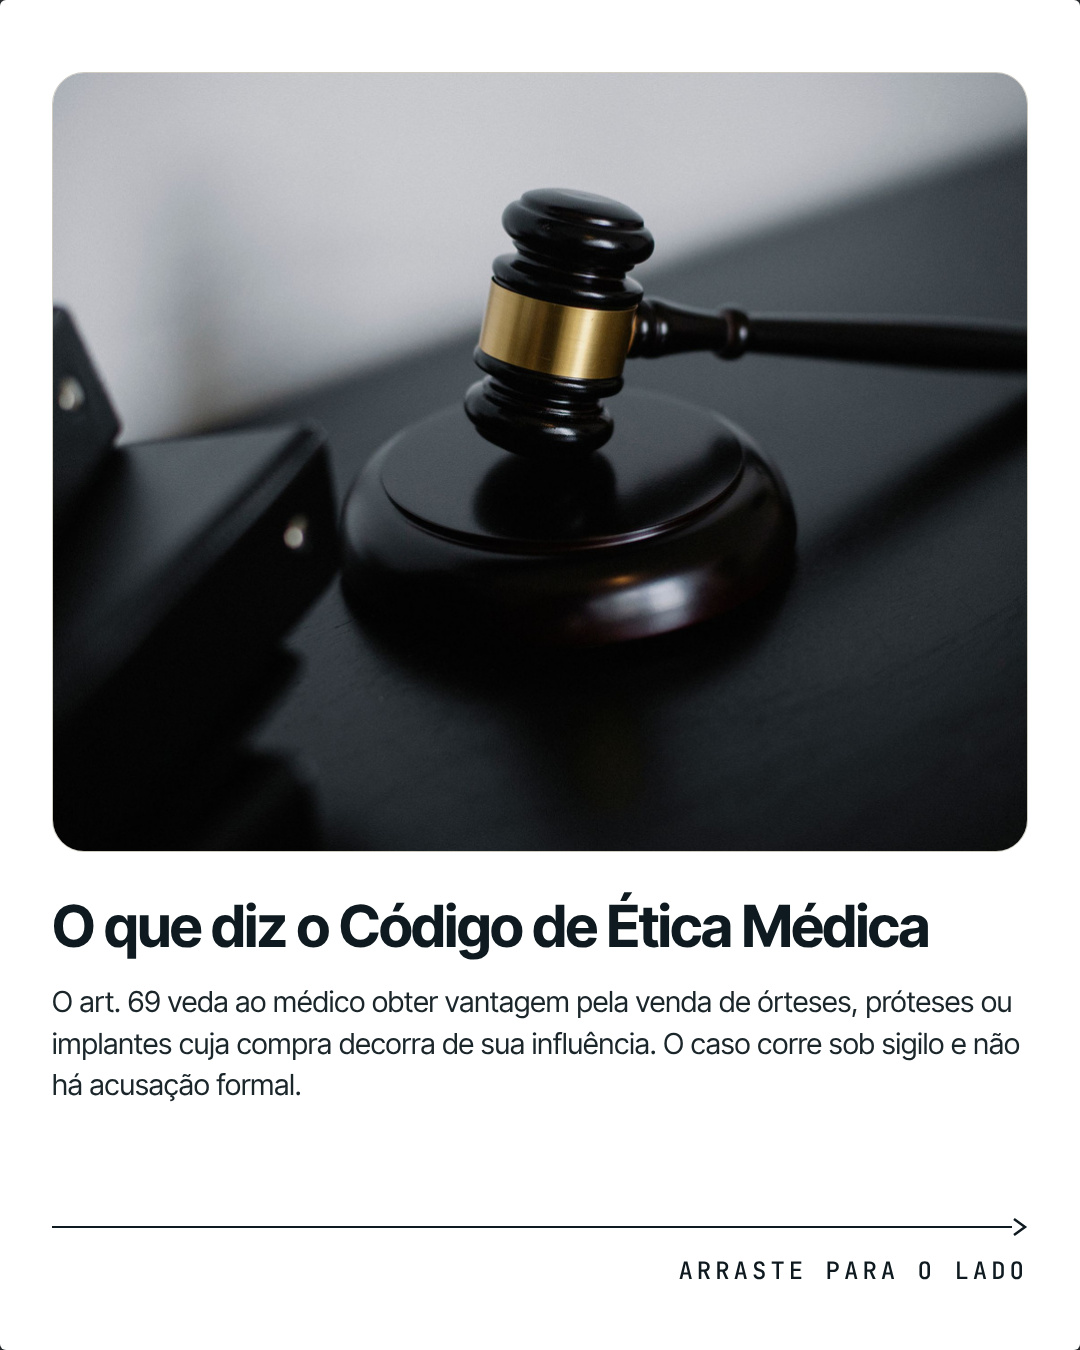 O que diz o Código de Ética Médica
O art. 69 veda ao médico obter vantagem pela venda de órteses, próteses ou
implantes cuja compra decorra de sua influência. O caso corre sob sigilo e não
há acusação formal.
ARRASTE PARA O LADO